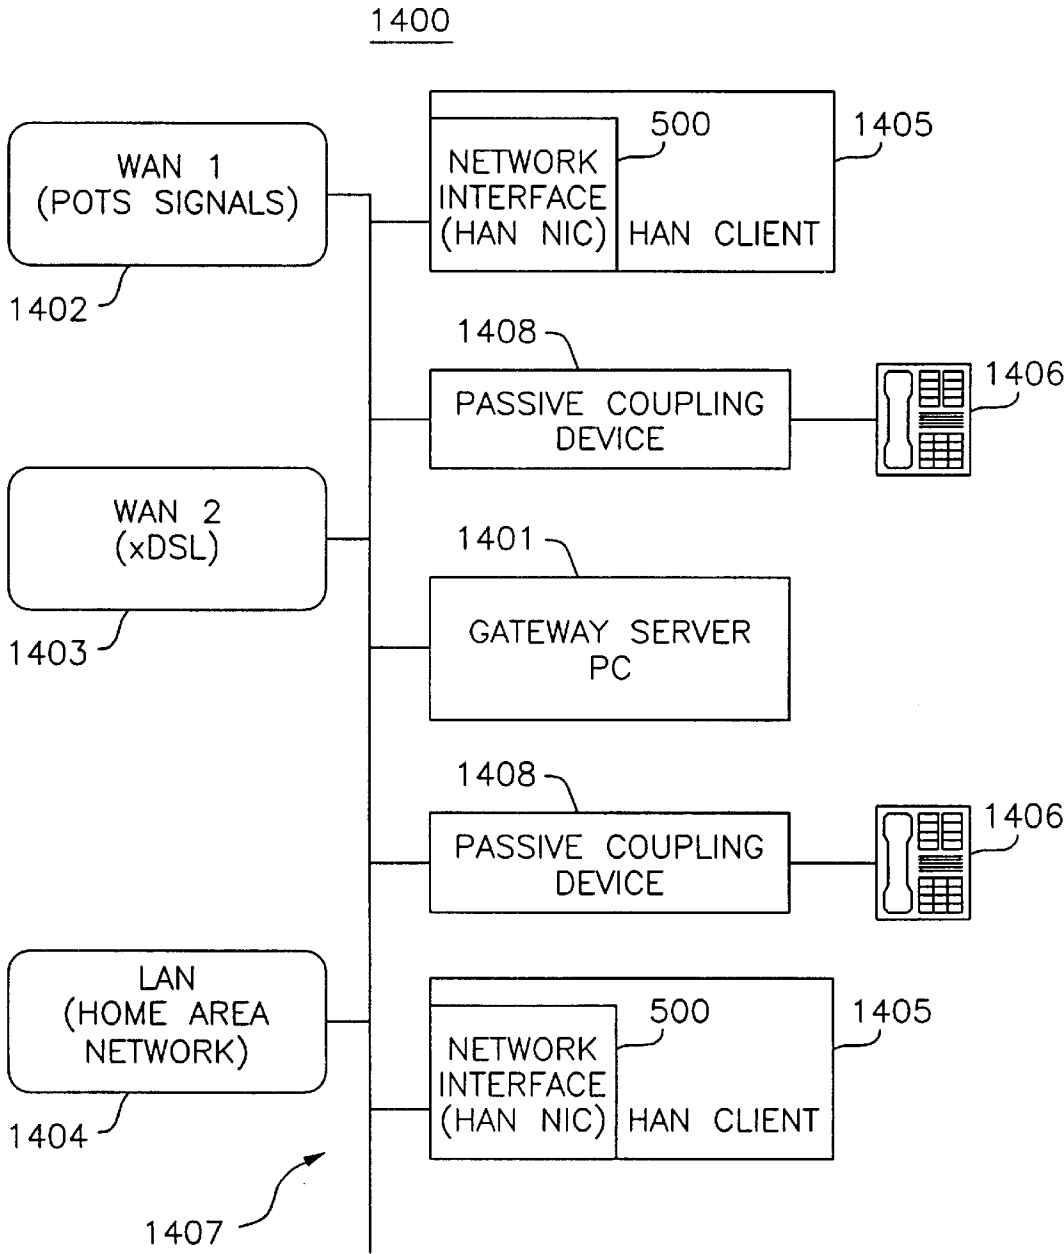 1400
WAN 1
(POTS SIGNALS)
1402
NETWORK
INTERFACE
(HAN NIC)
500
HAN CLIENT
1405
1408
PASSIVE COUPLING
DEVICE
1406
WAN 2
(xDSL)
1403
1401
GATEWAY SERVER
PC
1408
PASSIVE COUPLING
DEVICE
1406
LAN
(HOME AREA
NETWORK)
1404
NETWORK
INTERFACE
(HAN NIC)
500
HAN CLIENT
1405
1407